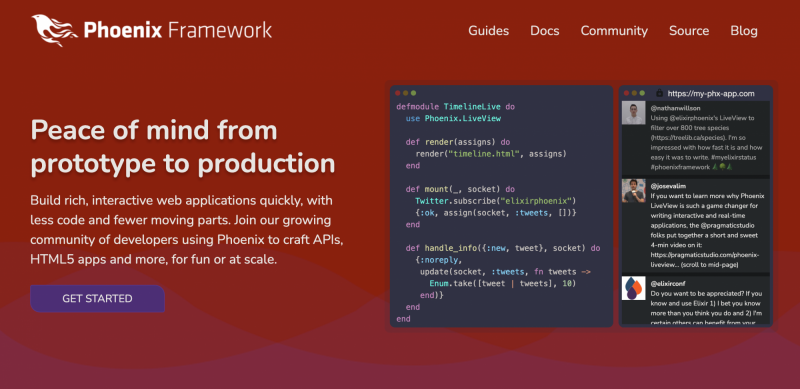 Phoenix Framework
Guides
Docs
Community
Source
Blog
Peace of mind from
prototype to production
Build rich, interactive web applications quickly, with
less code and fewer moving parts. Join our growing
community of developers using Phoenix to craft APIs,
HTML5 apps and more, for fun or at scale.
GET STARTED
defmodule TimelineLive do
  use Phoenix.LiveView

  def render(assigns) do
    render("timeline.html", assigns)
  end

  def mount(_, socket) do
    Twitter.subscribe("elixirphoenix")
    {:ok, assign(socket, :tweets, [])}
  end

  def handle_info({:new, tweet}, socket) do
    {:noreply,
     update(socket, :tweets, fn tweets ->
       Enum.take([tweet | tweets], 10)
     end)}
  end
end
https://my-phx-app.com
@nathanwillson
Using @elixirphoenix's LiveView to
filter over 800 tree species
(https://treelib.ca/species). I'm so
impressed with how fast it is and how
easy it was to write. #myelixirstatus
#phoenixframework
@josevalim
If you want to learn more why Phoenix
LiveView is such a game changer for
writing interactive and real-time
applications, the @pragmaticstudio
folks put together a short and sweet
4-min video on it:
https://pragmaticstudio.com/phoenix-
liveview... (scroll to mid-page)
@elixirconf
Do you want to be appreciated? If you
know and use Elixir 1) I bet you know
more than you think you do and 2) I'm
certain others can benefit from your